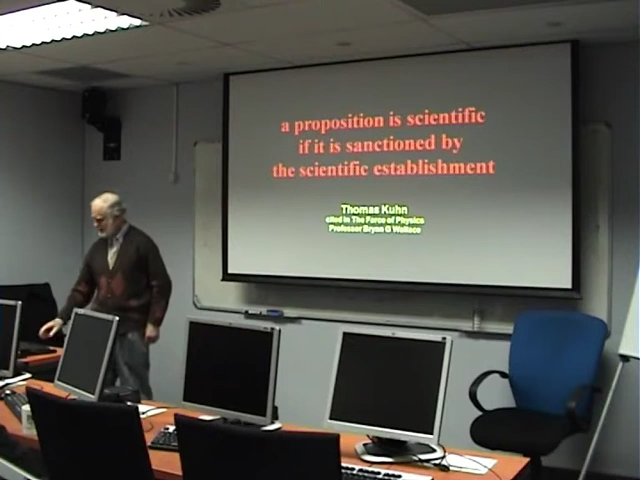 a proposition is scientific
if it is sanctioned by
the scientific establishment
Thomas Kuhn
cited in The Farce of Physics
Professor Bryan G Wallace